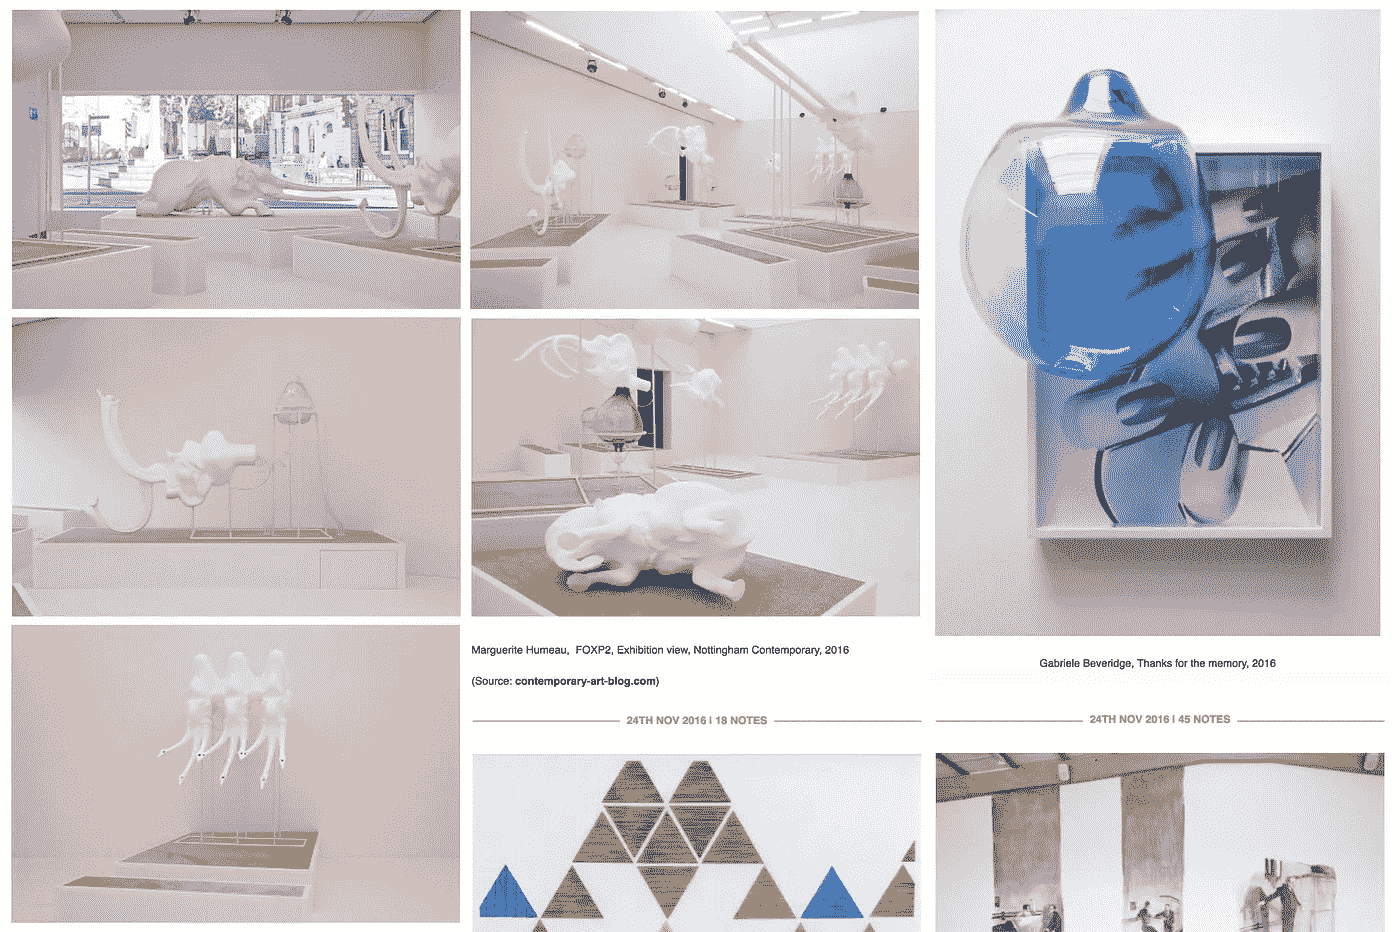 Marguerite Humeau,  FOXP2, Exhibition view, Nottingham Contemporary, 2016
(Source: contemporary-art-blog.com)
24TH NOV 2016 | 18 NOTES
Gabriele Beveridge, Thanks for the memory, 2016
24TH NOV 2016 | 45 NOTES